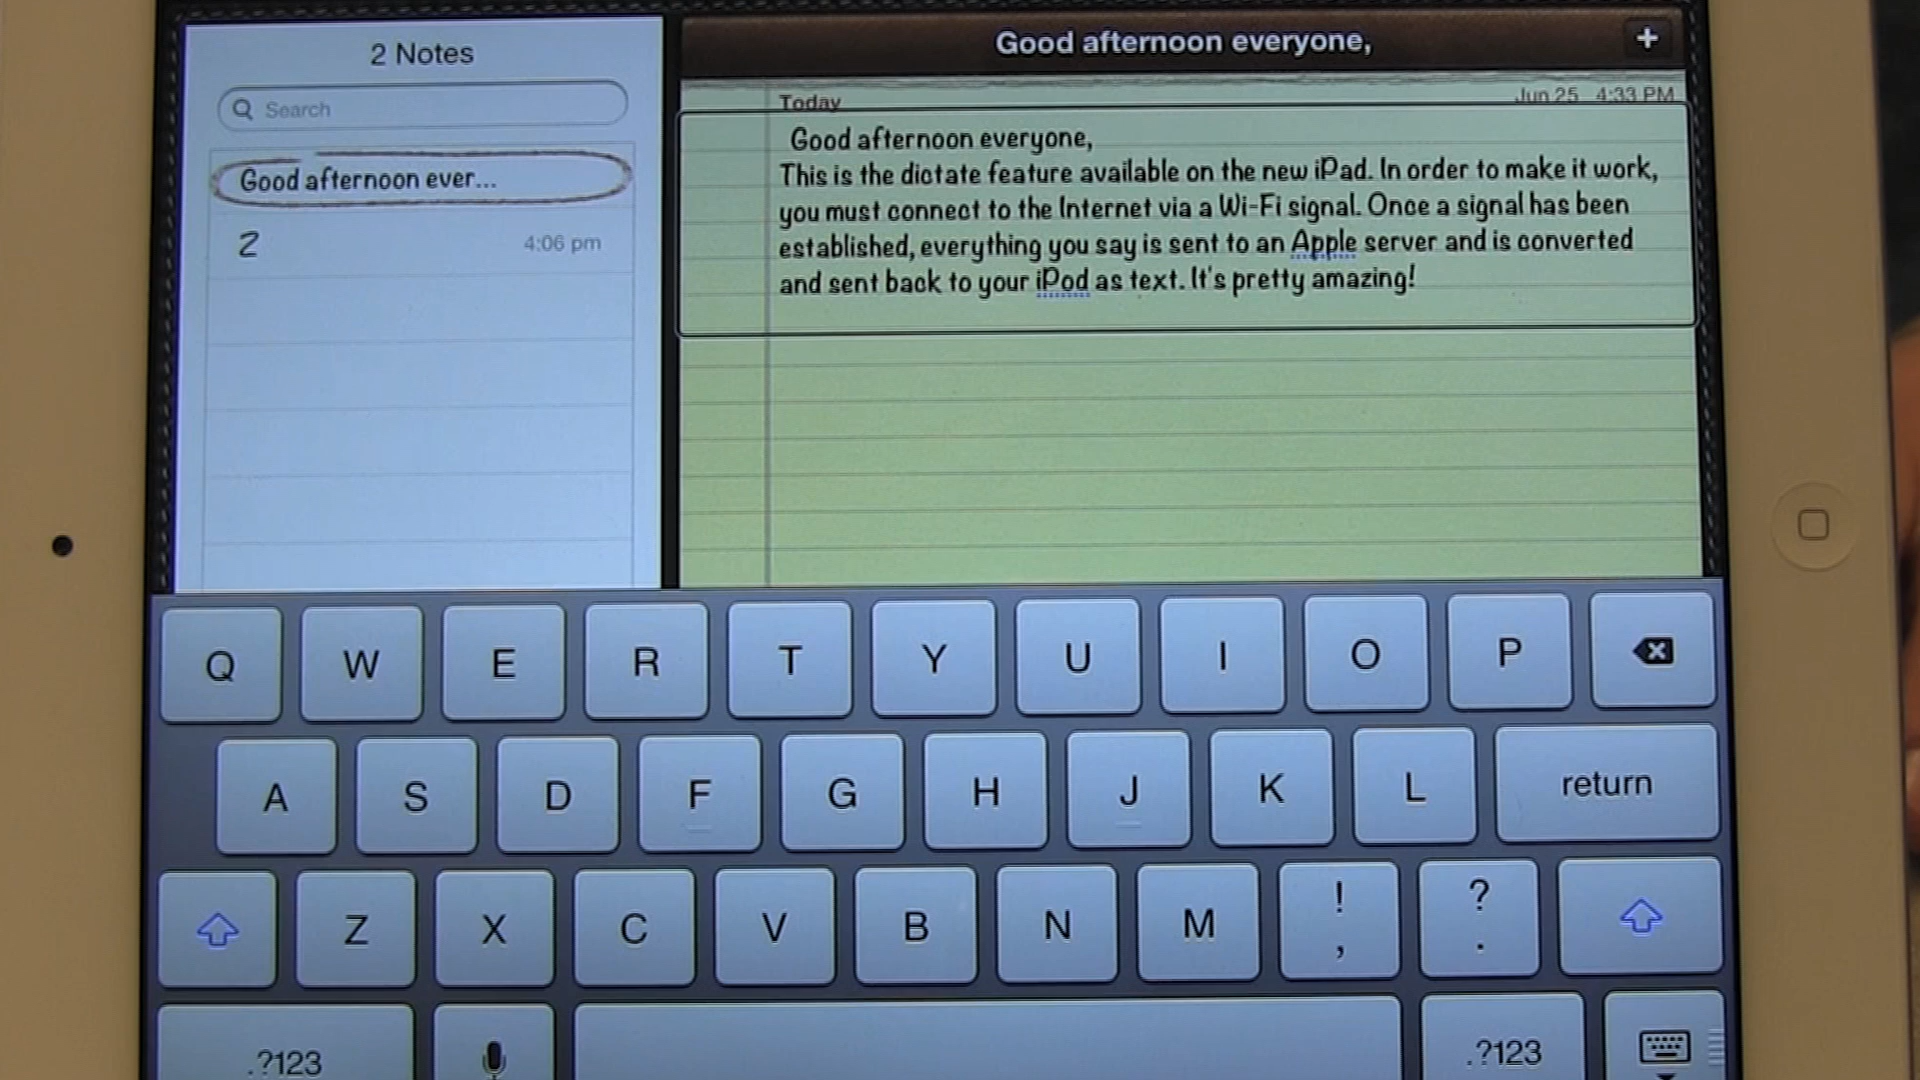 2 Notes
Search
Good afternoon ever...
2 4:06 pm
Good afternoon everyone, +
Today Jun 25 4:33 PM
Good afternoon everyone,
This is the dictate feature available on the new iPad. In order to make it work,
you must connect to the Internet via a Wi-Fi signal. Once a signal has been
established, everything you say is sent to an Apple server and is converted
and sent back to your iPod as text. It's pretty amazing!
Q W E R T Y U I O P
A S D F G H J K L return
Z X C V B N M ! , ? .
.?123 .?123